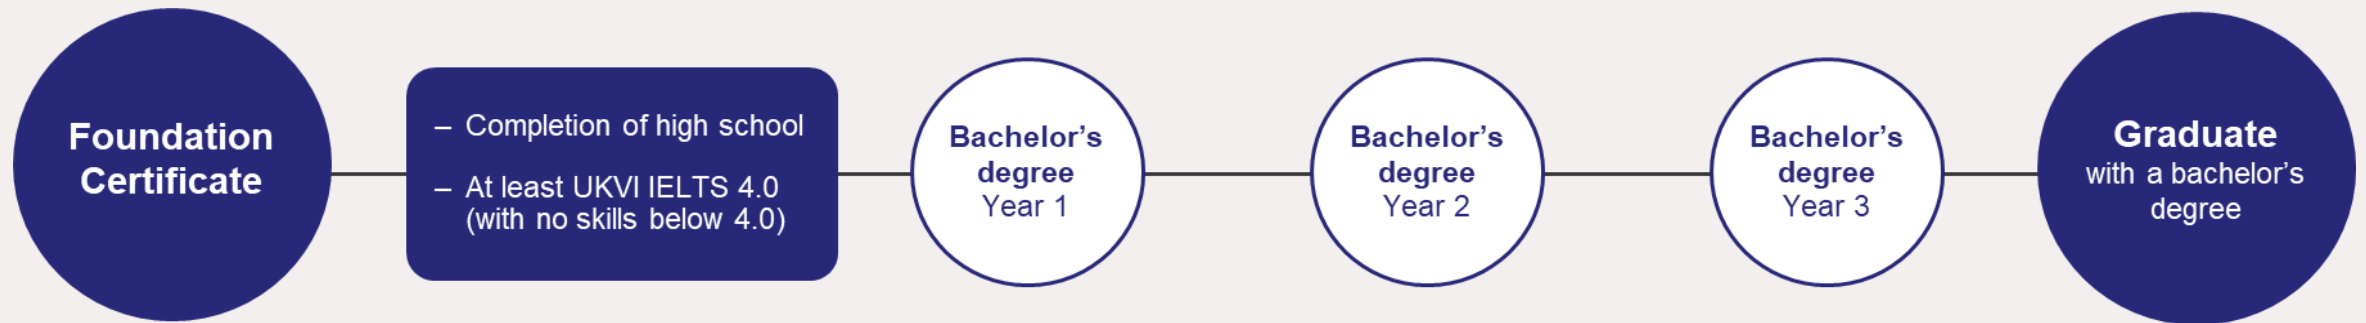 Foundation
Certificate
– Completion of high school
– At least UKVI IELTS 4.0
(with no skills below 4.0)
Bachelor’s
degree
Year 1
Bachelor’s
degree
Year 2
Bachelor’s
degree
Year 3
Graduate
with a bachelor’s
degree